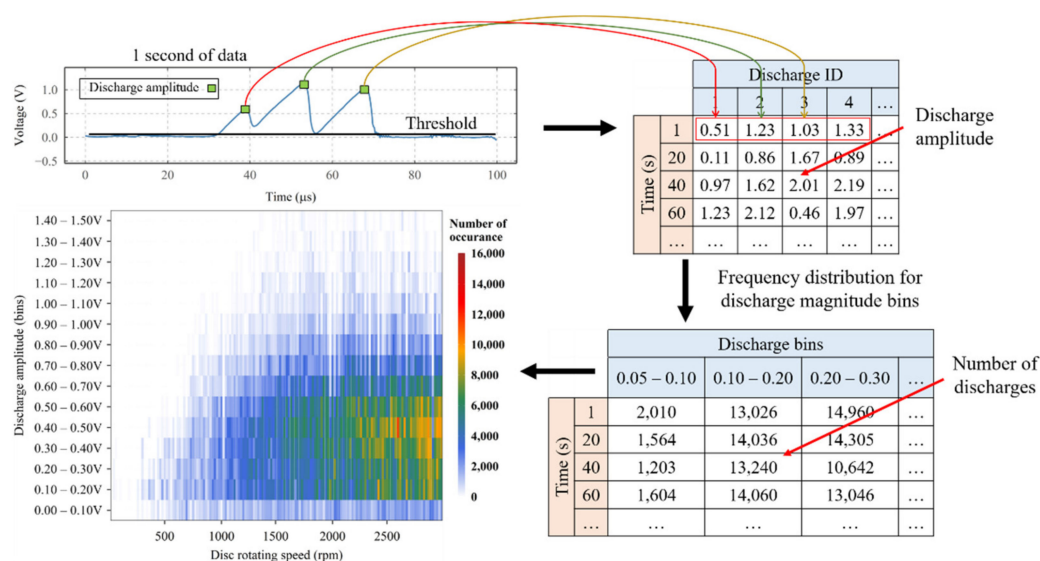 1 second of data
Discharge amplitude
Threshold
Voltage (V)
1.0
0.5
0.0
−0.5
0 20 40 60 80 100
Time (μs)
Discharge ID
1 2 3 4 ...
Time (s)
1 0.51 1.23 1.03 1.33 ...
20 0.11 0.86 1.67 0.89 ...
40 0.97 1.62 2.01 2.19 ...
60 1.23 2.12 0.46 1.97 ...
... ... ... ... ...
Discharge
amplitude
Frequency distribution for
discharge magnitude bins
Discharge bins
0.05 – 0.10 0.10 – 0.20 0.20 – 0.30 ...
Time (s)
1 2,010 13,026 14,960 ...
20 1,564 14,036 14,305 ...
40 1,203 13,240 10,642 ...
60 1,604 14,060 13,046 ...
... ... ... ... ...
Number of
discharges
Discharge amplitude (bins)
1.40 – 1.50V
1.30 – 1.40V
1.20 – 1.30V
1.10 – 1.20V
1.00 – 1.10V
0.90 – 1.00V
0.80 – 0.90V
0.70 – 0.80V
0.60 – 0.70V
0.50 – 0.60V
0.40 – 0.50V
0.30 – 0.40V
0.20 – 0.30V
0.10 – 0.20V
0.00 – 0.10V
500 1000 1500 2000 2500
Disc rotating speed (rpm)
Number of
occurance
16,000
14,000
12,000
10,000
8,000
6,000
4,000
2,000
0